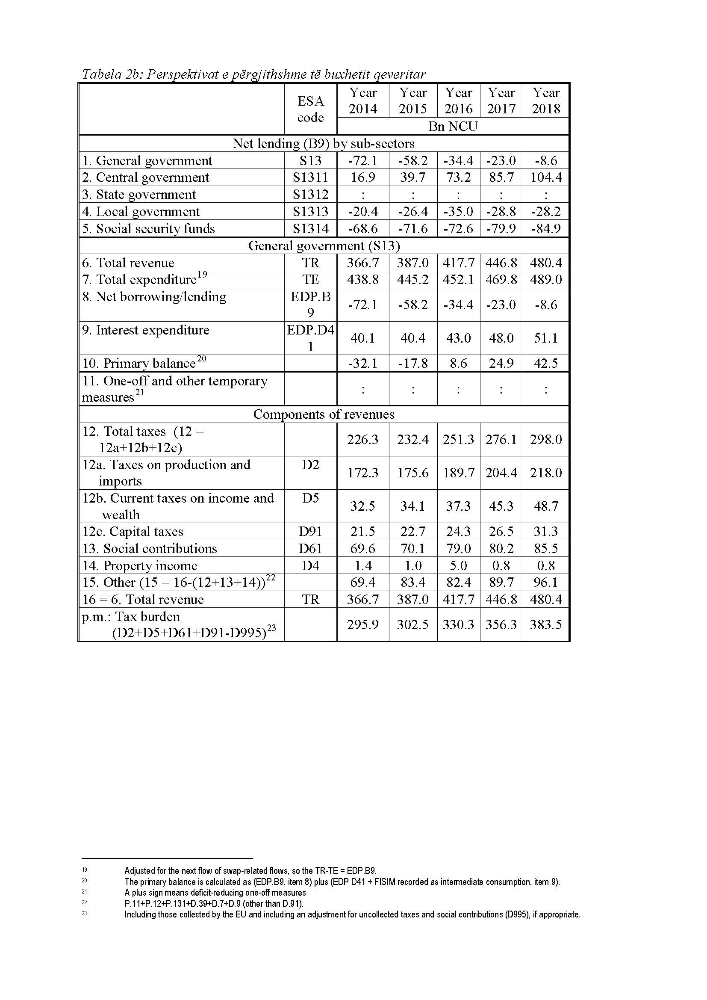 Tabela 2b: Perspektivat e përgjithshme të buxhetit qeveritar
ESA code Year 2014 Year 2015 Year 2016 Year 2017 Year 2018
Bn NCU
Net lending (B9) by sub-sectors
1. General government S13 -72.1 -58.2 -34.4 -23.0 -8.6
2. Central government S1311 16.9 39.7 73.2 85.7 104.4
3. State government S1312 : : : : :
4. Local government S1313 -20.4 -26.4 -35.0 -28.8 -28.2
5. Social security funds S1314 -68.6 -71.6 -72.6 -79.9 -84.9
General government (S13)
6. Total revenue TR 366.7 387.0 417.7 446.8 480.4
7. Total expenditure19 TE 438.8 445.2 452.1 469.8 489.0
8. Net borrowing/lending EDP.B
9 -72.1 -58.2 -34.4 -23.0 -8.6
9. Interest expenditure EDP.D4
1 40.1 40.4 43.0 48.0 51.1
10. Primary balance20 -32.1 -17.8 8.6 24.9 42.5
11. One-off and other temporary
measures21 : : : : :
Components of revenues
12. Total taxes (12 =
12a+12b+12c) 226.3 232.4 251.3 276.1 298.0
12a. Taxes on production and
imports D2 172.3 175.6 189.7 204.4 218.0
12b. Current taxes on income and
wealth D5 32.5 34.1 37.3 45.3 48.7
12c. Capital taxes D91 21.5 22.7 24.3 26.5 31.3
13. Social contributions D61 69.6 70.1 79.0 80.2 85.5
14. Property income D4 1.4 1.0 5.0 0.8 0.8
15. Other (15 = 16-(12+13+14))22 69.4 83.4 82.4 89.7 96.1
16 = 6. Total revenue TR 366.7 387.0 417.7 446.8 480.4
p.m.: Tax burden
(D2+D5+D61+D91-D995)23 295.9 302.5 330.3 356.3 383.5
19 Adjusted for the next flow of swap-related flows, so the TR-TE = EDP.B9.
20 The primary balance is calculated as (EDP.B9, item 8) plus (EDP D41 + FISIM recorded as intermediate consumption, item 9).
21 A plus sign means deficit-reducing one-off measures
22 P.11+P.12+P.131+D.39+D.7+D.9 (other than D.91).
23 Including those collected by the EU and including an adjustment for uncollected taxes and social contributions (D995), if appropriate.